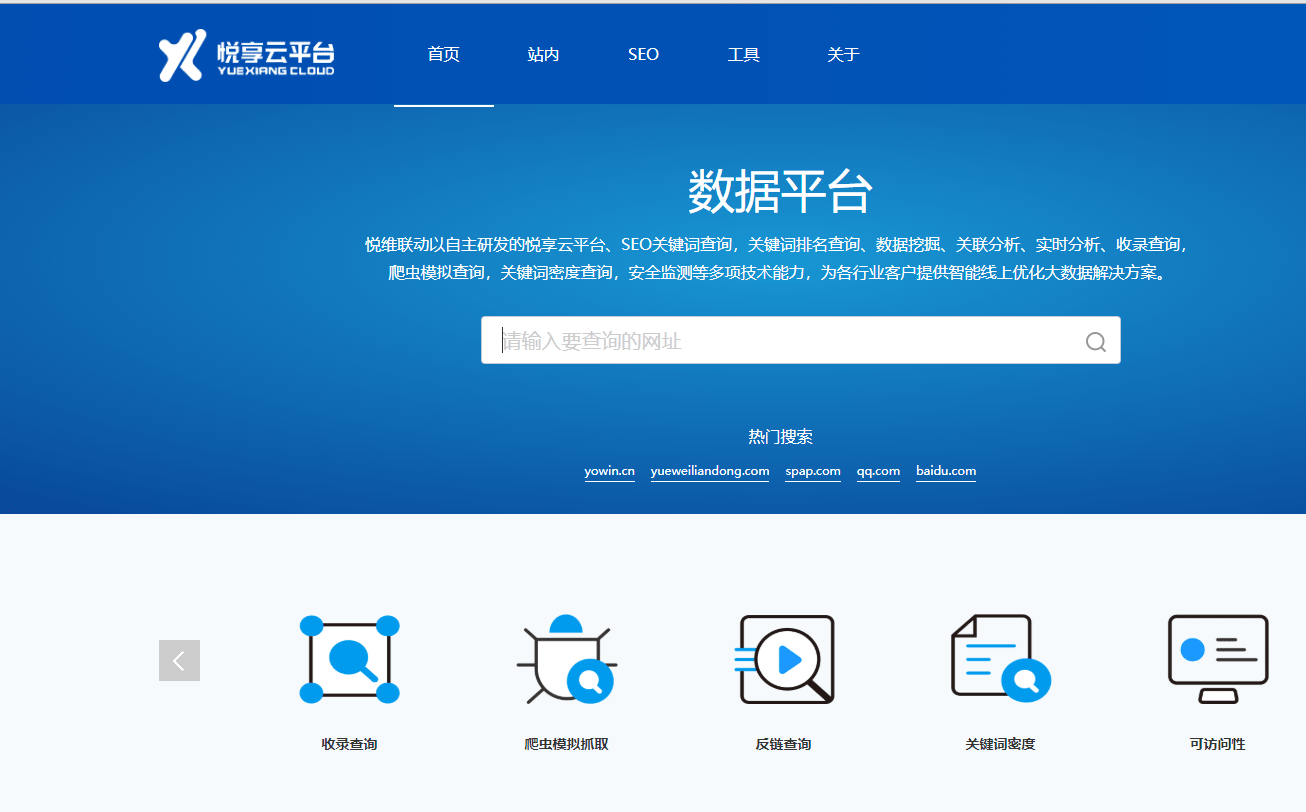 悦享云平台
YUEXIANG CLOUD
首页 站内 SEO 工具 关于
数据平台
悦维联动以自主研发的悦享云平台、SEO关键词查询，关键词排名查询、数据挖掘、关联分析、实时分析、收录查询，
爬虫模拟查询，关键词密度查询，安全监测等多项技术能力，为各行业客户提供智能线上优化大数据解决方案。
请输入要查询的网址
热门搜索
yowin.cn yueweiliandong.com spap.com qq.com baidu.com
收录查询 爬虫模拟抓取 反链查询 关键词密度 可访问性